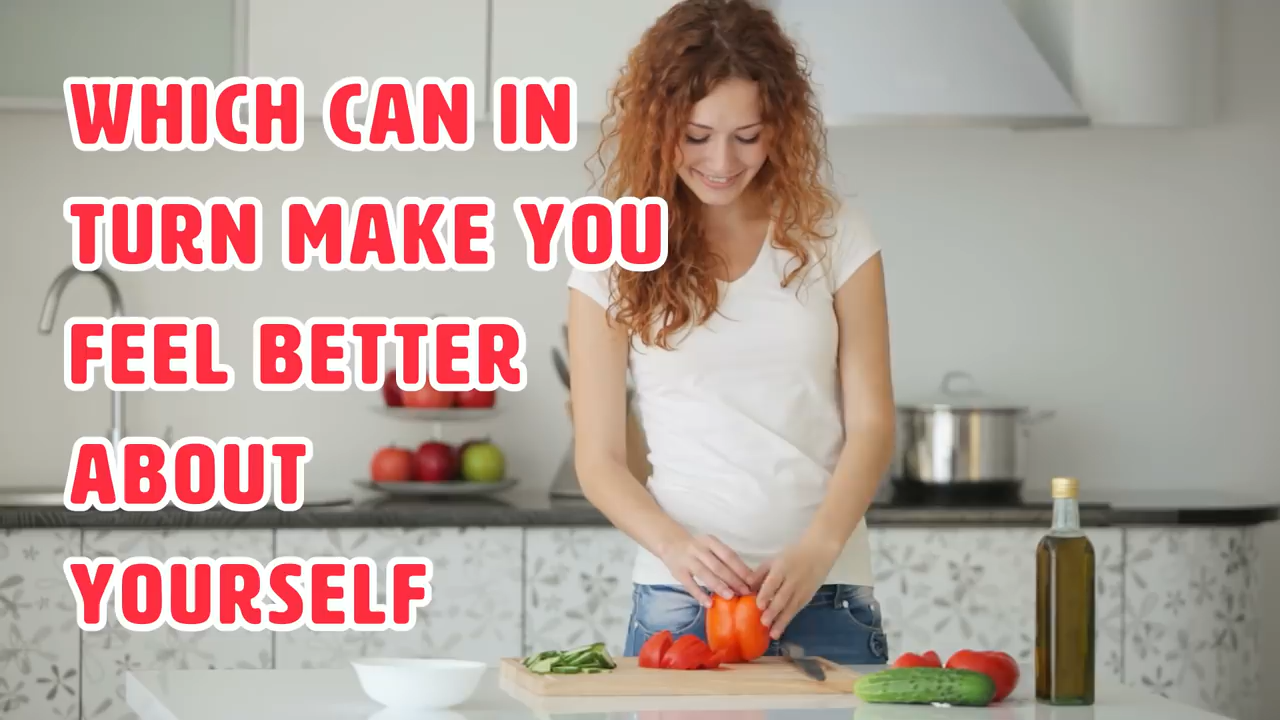 WHICH CAN IN
TURN MAKE YOU
FEEL BETTER
ABOUT
YOURSELF